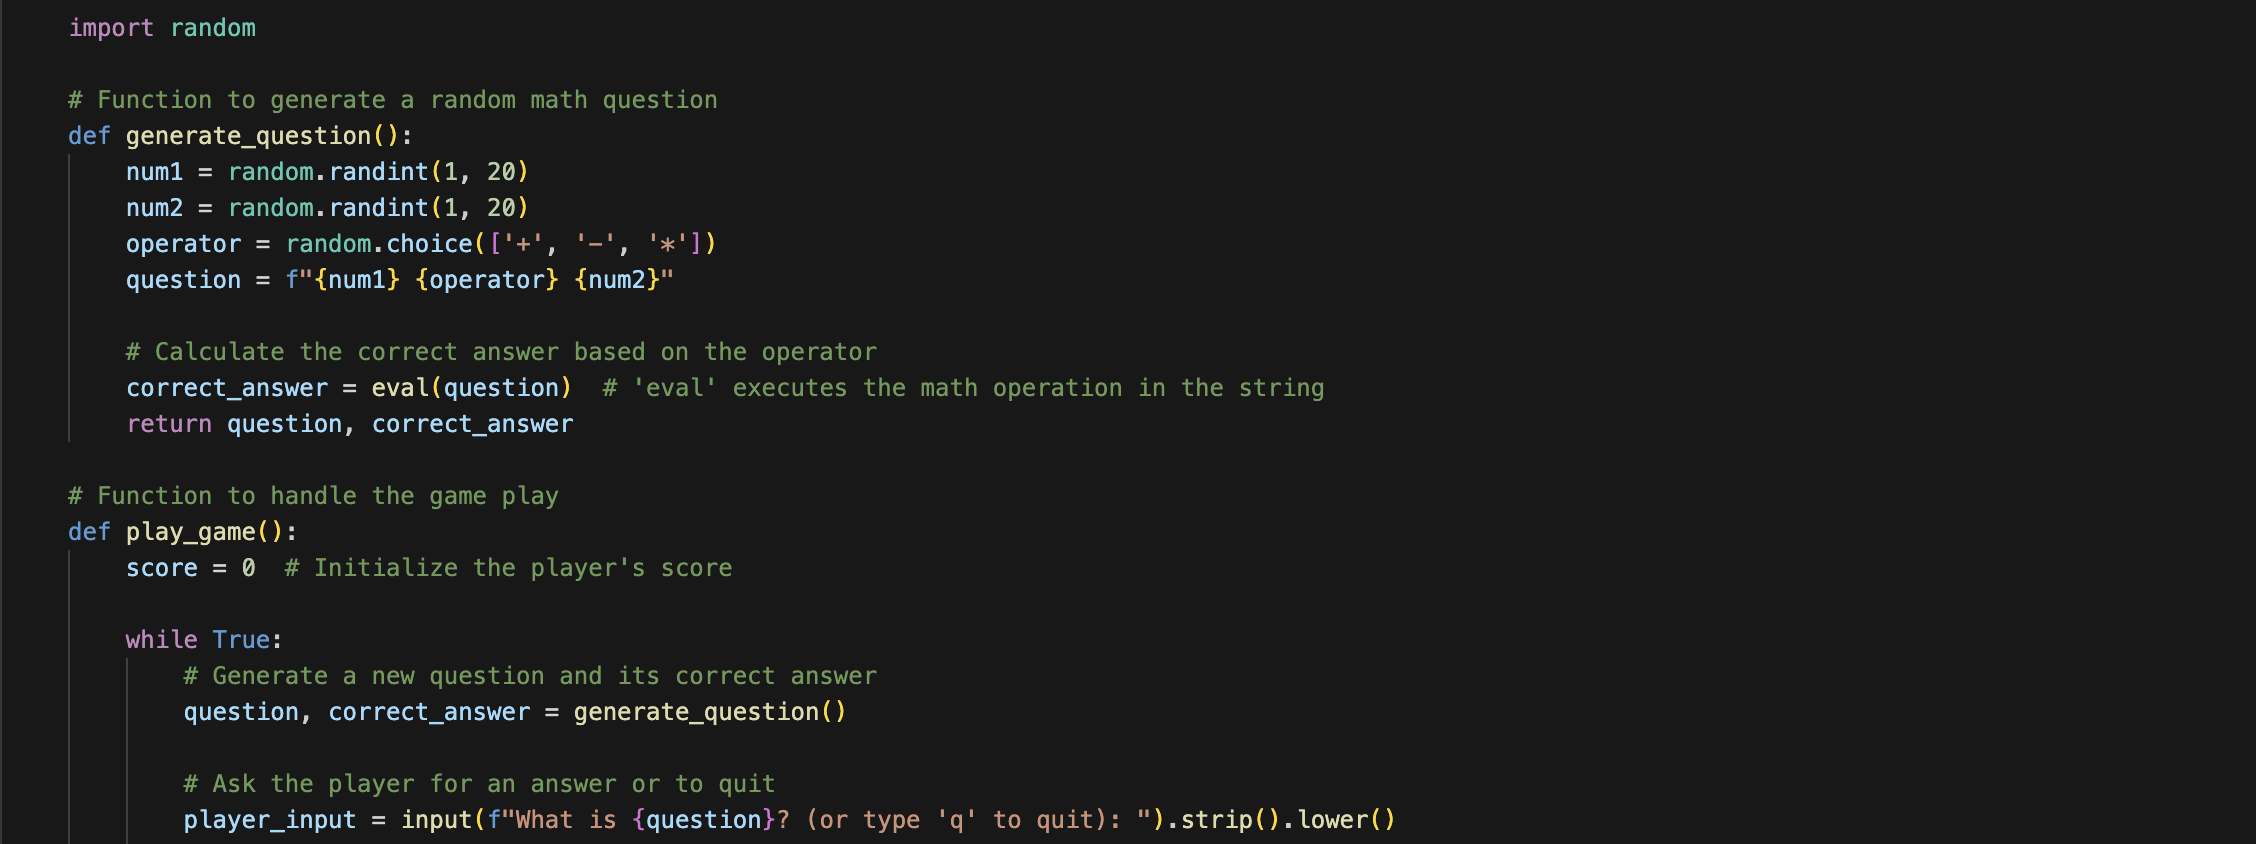 import random
# Function to generate a random math question
def generate_question():
    num1 = random.randint(1, 20)
    num2 = random.randint(1, 20)
    operator = random.choice(['+', '-', '*'])
    question = f"{num1} {operator} {num2}"
    # Calculate the correct answer based on the operator
    correct_answer = eval(question)  # 'eval' executes the math operation in the string
    return question, correct_answer
# Function to handle the game play
def play_game():
    score = 0  # Initialize the player's score
    while True:
        # Generate a new question and its correct answer
        question, correct_answer = generate_question()
        # Ask the player for an answer or to quit
        player_input = input(f"What is {question}? (or type 'q' to quit): ").strip().lower()